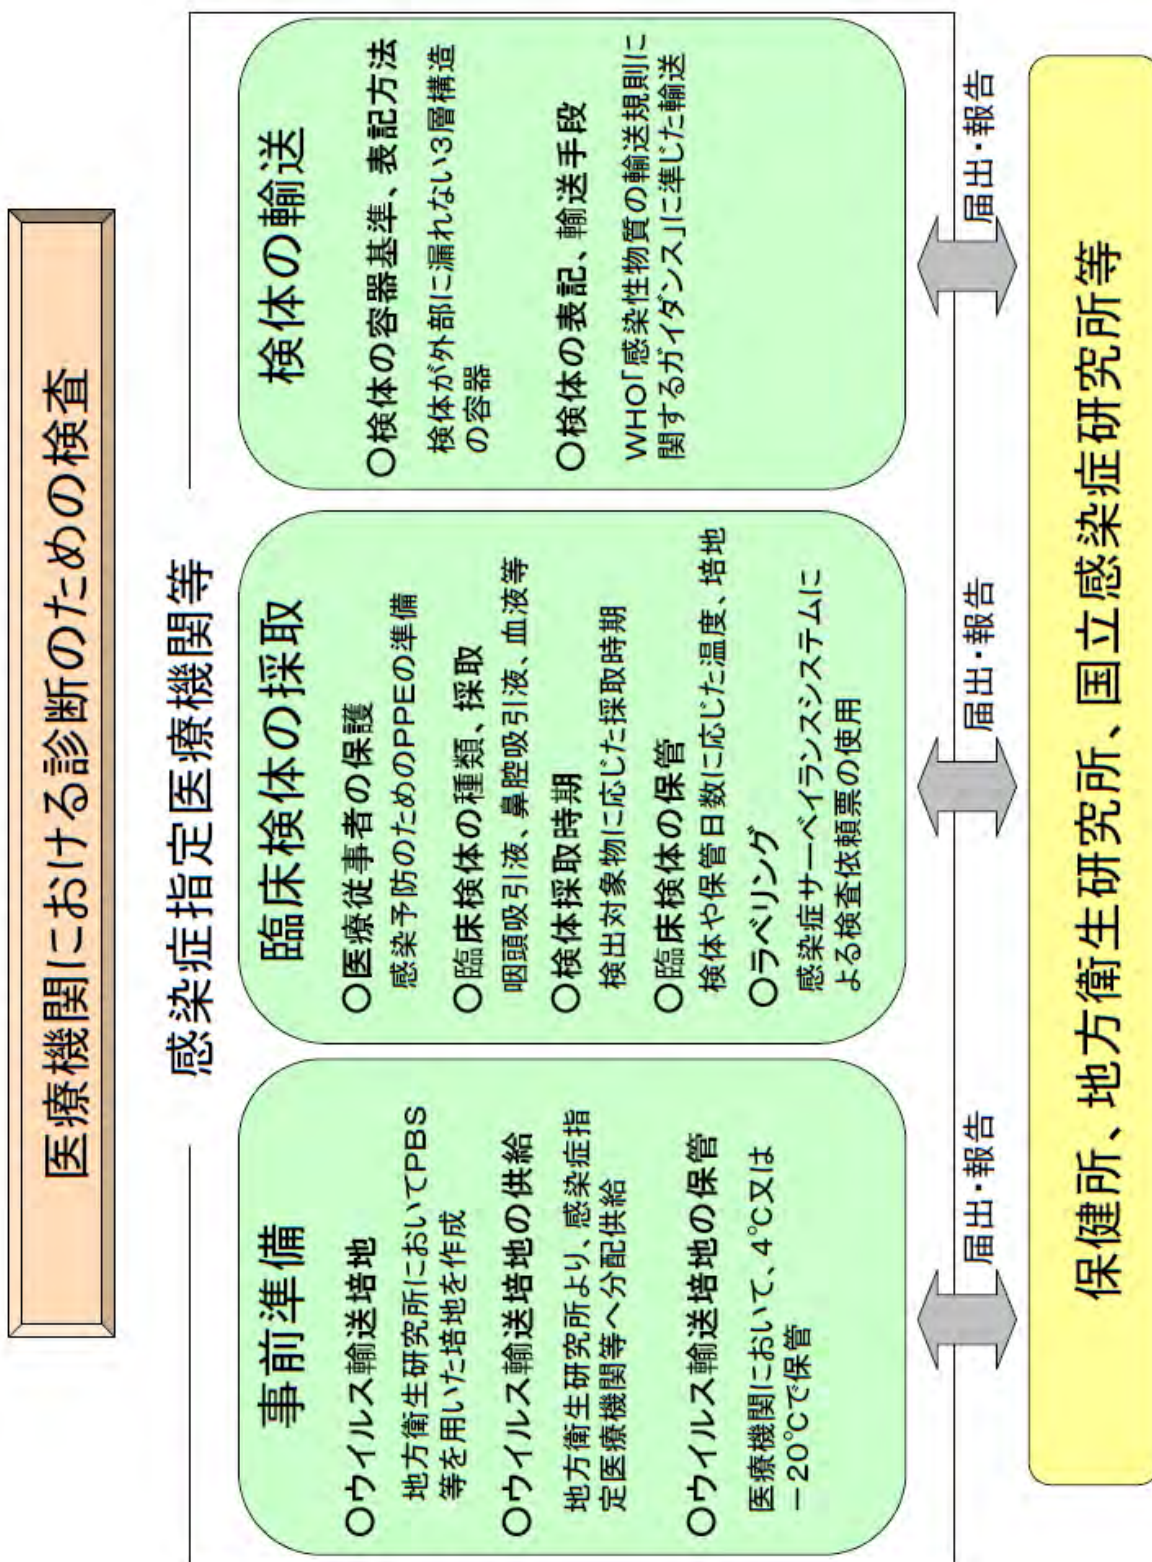 医療機関における診断のための検査
感染症指定医療機関等
事前準備
○ウイルス輸送培地
地方衛生研究所においてPBS
等を用いた培地を作成
○ウイルス輸送培地の供給
地方衛生研究所より、感染症指
定医療機関等へ分配供給
○ウイルス輸送培地の保管
医療機関において、4℃又は
－20℃で保管
臨床検体の採取
○医療従事者の保護
感染予防のためのPPEの準備
○臨床検体の種類、採取
咽頭吸引液、鼻腔吸引液、血液等
○検体採取時期
検出対象物に応じた採取時期
○臨床検体の保管
検体や保管日数に応じた温度、培地
○ラベリング
感染症サーベイランスシステムに
よる検査依頼票の使用
検体の輸送
○検体の容器基準、表記方法
検体が外部に漏れない3層構造
の容器
○検体の表記、輸送手段
WHO「感染性物質の輸送規則に
関するガイダンス」に準じた輸送
届出・報告
届出・報告
届出・報告
保健所、地方衛生研究所、国立感染症研究所等